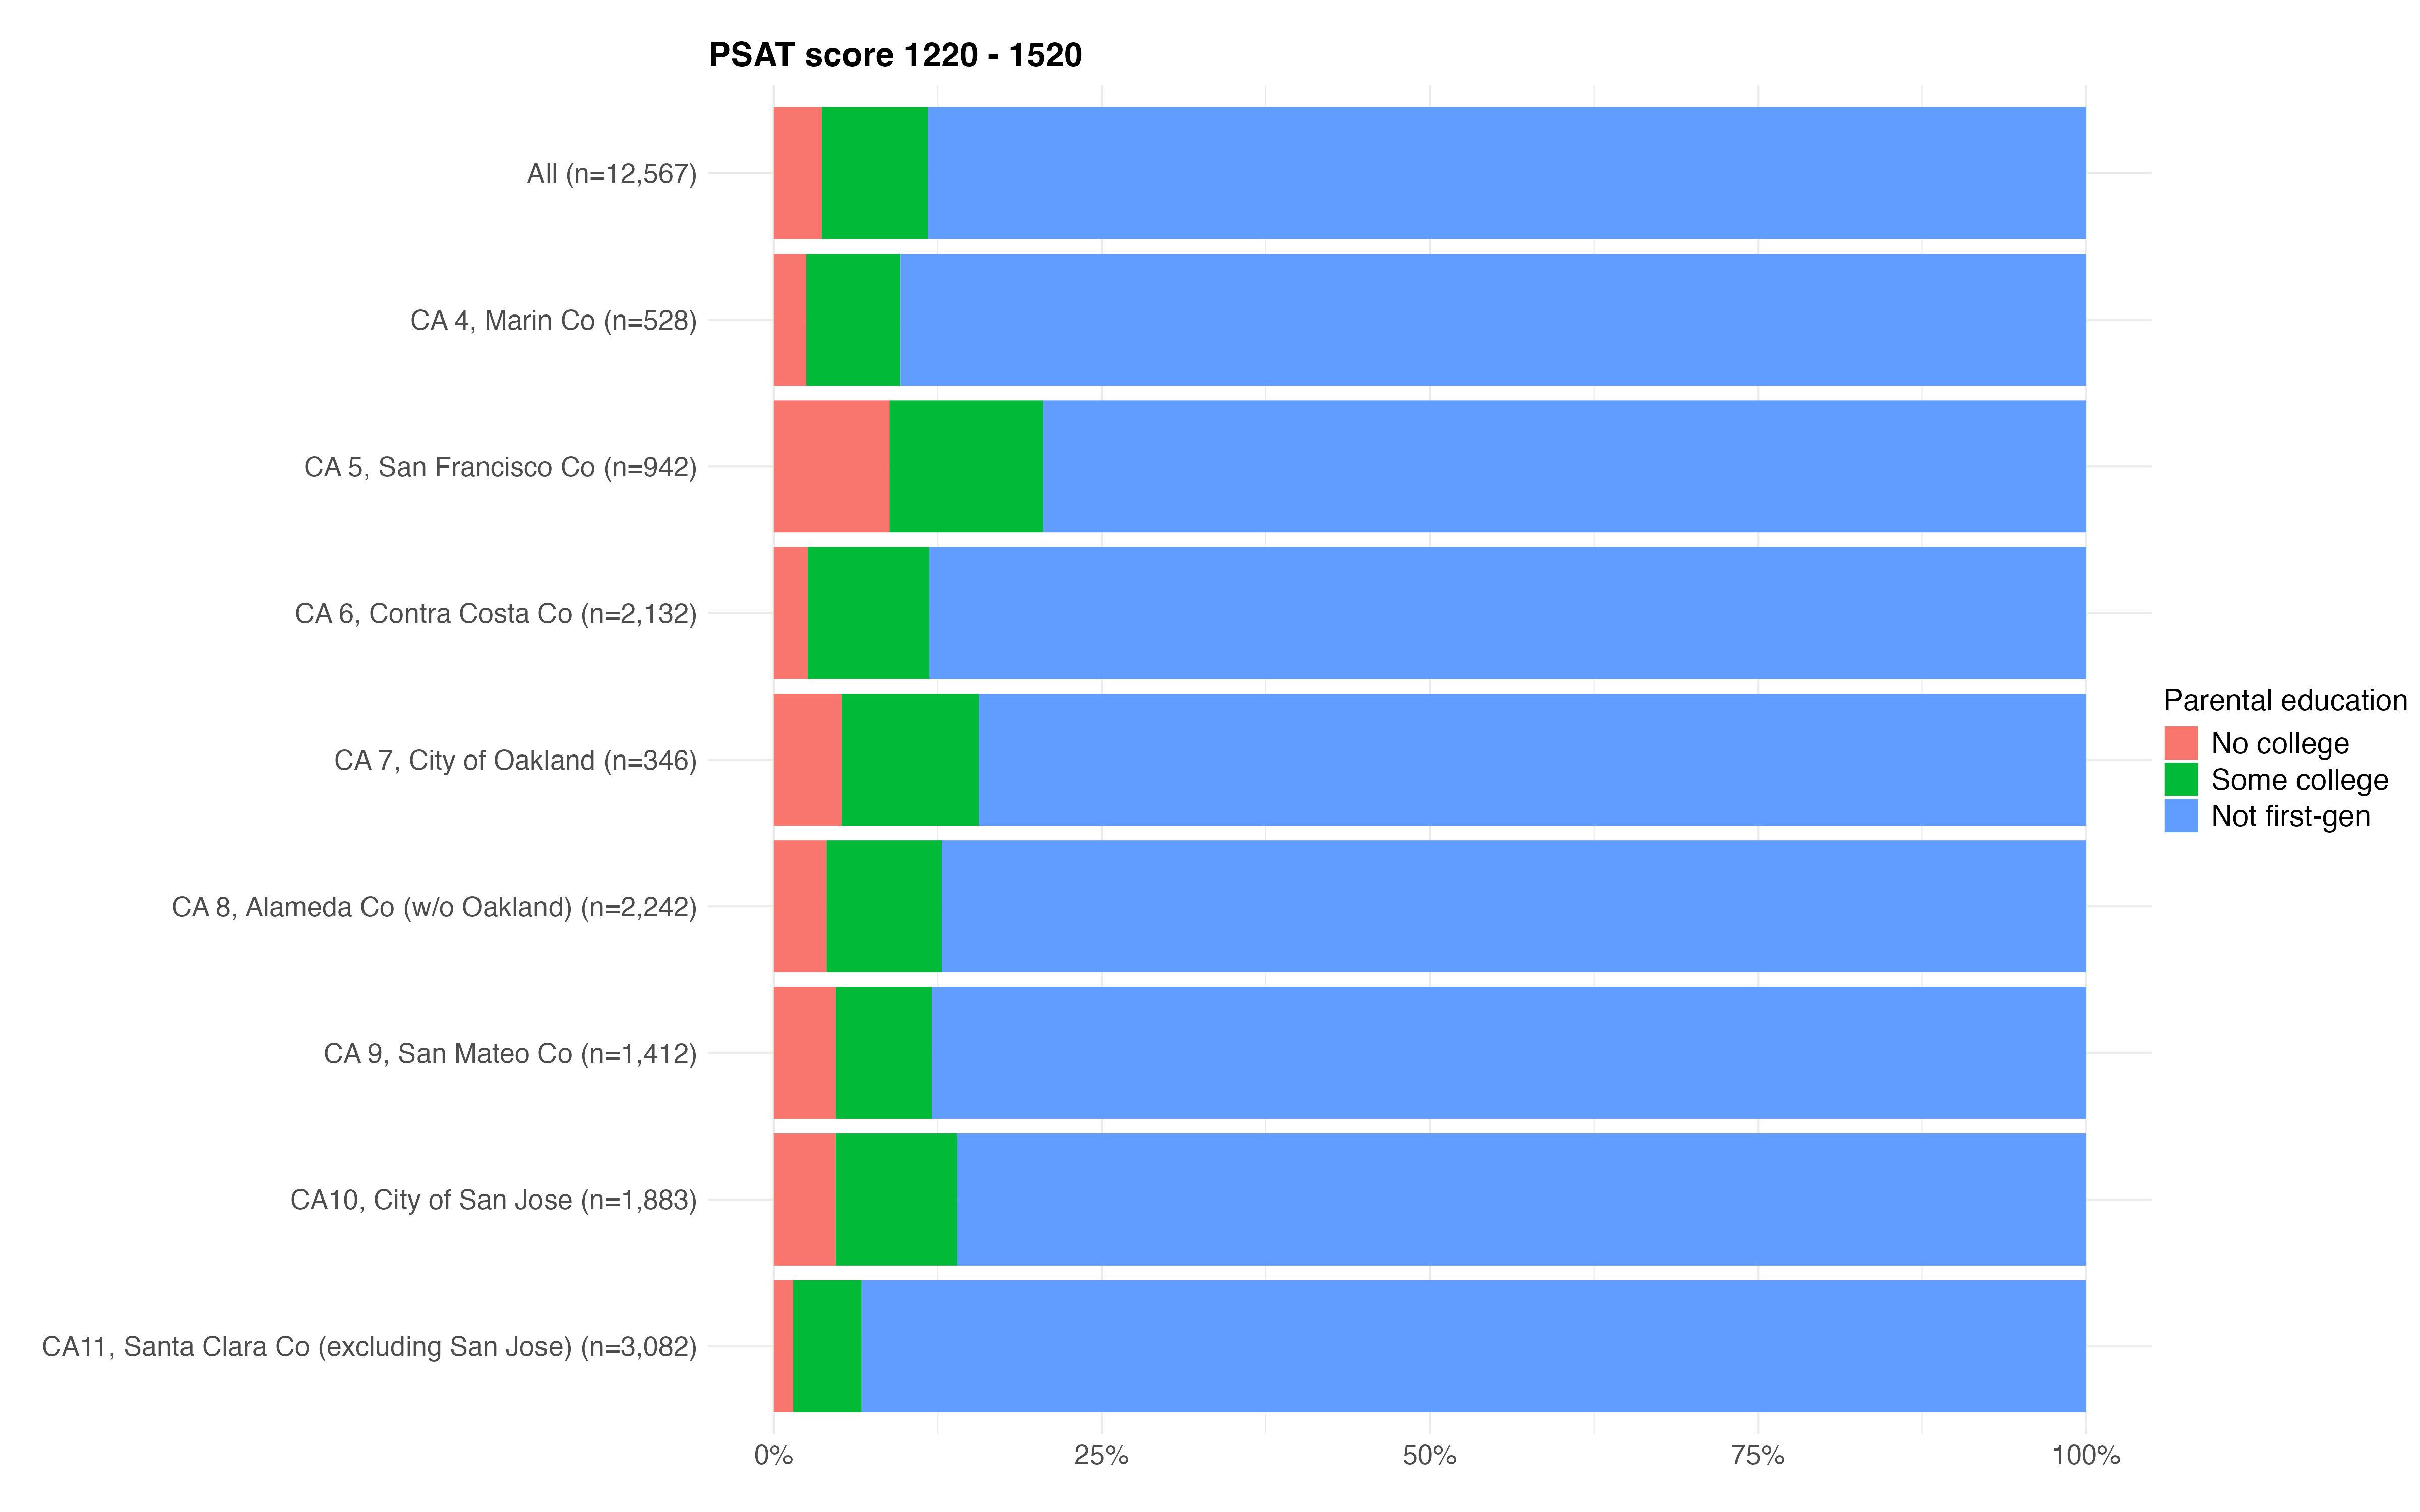 PSAT score 1220 - 1520
All (n=12,567)
CA 4, Marin Co (n=528)
CA 5, San Francisco Co (n=942)
CA 6, Contra Costa Co (n=2,132)
CA 7, City of Oakland (n=346)
CA 8, Alameda Co (w/o Oakland) (n=2,242)
CA 9, San Mateo Co (n=1,412)
CA10, City of San Jose (n=1,883)
CA11, Santa Clara Co (excluding San Jose) (n=3,082)
0% 25% 50% 75% 100%
Parental education
No college
Some college
Not first-gen